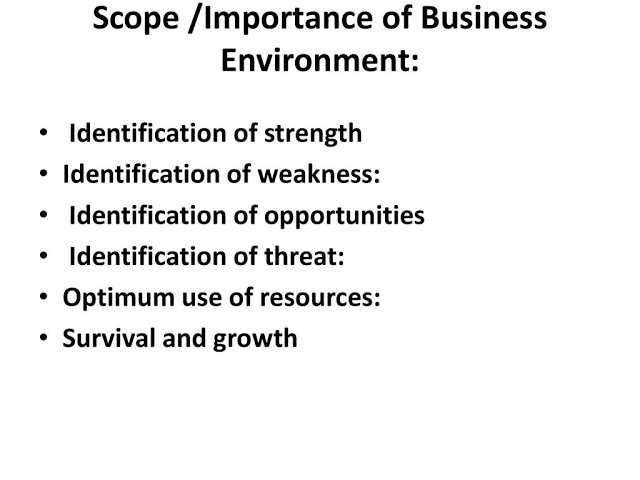 Scope /Importance of Business
Environment:
• Identification of strength
• Identification of weakness:
• Identification of opportunities
• Identification of threat:
• Optimum use of resources:
• Survival and growth